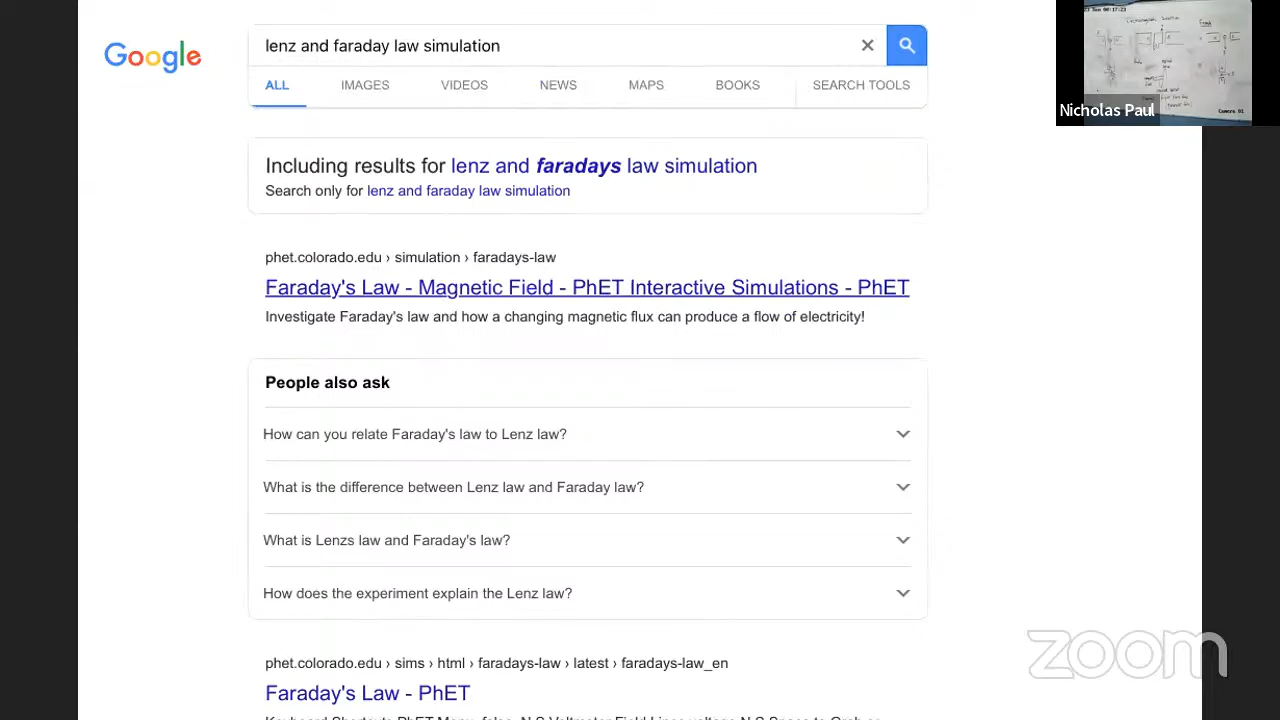 Google
lenz and faraday law simulation
ALL IMAGES VIDEOS NEWS MAPS BOOKS SEARCH TOOLS
Including results for lenz and faradays law simulation
Search only for lenz and faraday law simulation
phet.colorado.edu › simulation › faradays-law
Faraday's Law - Magnetic Field - PhET Interactive Simulations - PhET
Investigate Faraday's law and how a changing magnetic flux can produce a flow of electricity!
People also ask
How can you relate Faraday's law to Lenz law?
What is the difference between Lenz law and Faraday law?
What is Lenzs law and Faraday's law?
How does the experiment explain the Lenz law?
phet.colorado.edu › sims › html › faradays-law › latest › faradays-law_en
Faraday's Law - PhET
Camera 01
Nicholas Paul
zoom